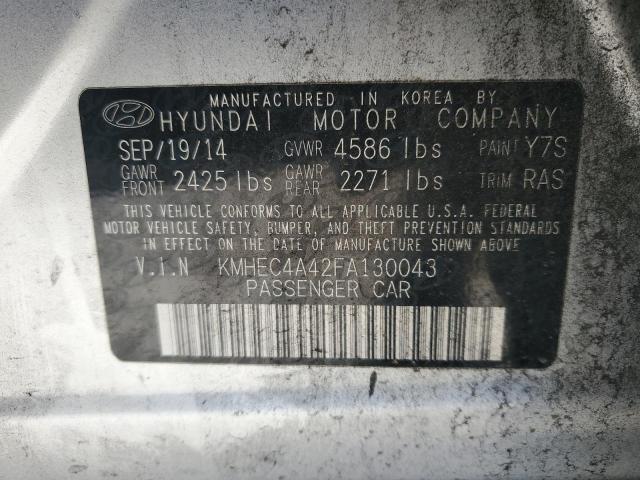 MANUFACTURED IN KOREA BY
HYUNDAI MOTOR COMPANY
SEP/19/14 GVWR 4586 lbs PAINT Y7S
GAWR FRONT 2425 lbs GAWR REAR 2271 lbs TRIM RAS
THIS VEHICLE CONFORMS TO ALL APPLICABLE U.S.A. FEDERAL
MOTOR VEHICLE SAFETY, BUMPER, AND THEFT PREVENTION STANDARDS
IN EFFECT ON THE DATE OF MANUFACTURE SHOWN ABOVE.
V.I.N KMHEC4A42FA130043
PASSENGER CAR